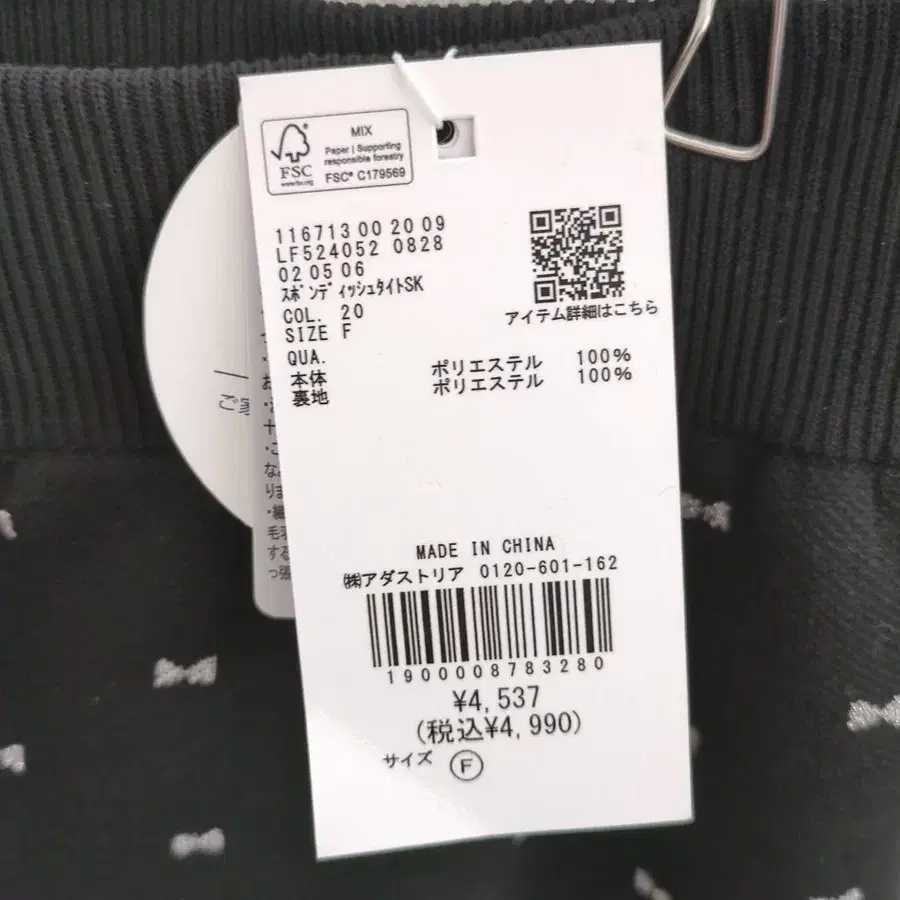 FSC
www.fsc.org
MIX
Paper | Supporting
responsible forestry
FSC® C179569
116713 00 20 09
LF524052 0828
02 05 06
ｽﾎﾟﾝﾃﾞｨｯｼｭﾀｲﾄSK
COL. 20
SIZE F
QUA.
本体 ポリエステル 100%
裏地 ポリエステル 100%
アイテム詳細はこちら
MADE IN CHINA
㈱アダストリア 0120-601-162
1900008783280
¥4,537
(税込¥4,990)
サイズ Ⓕ